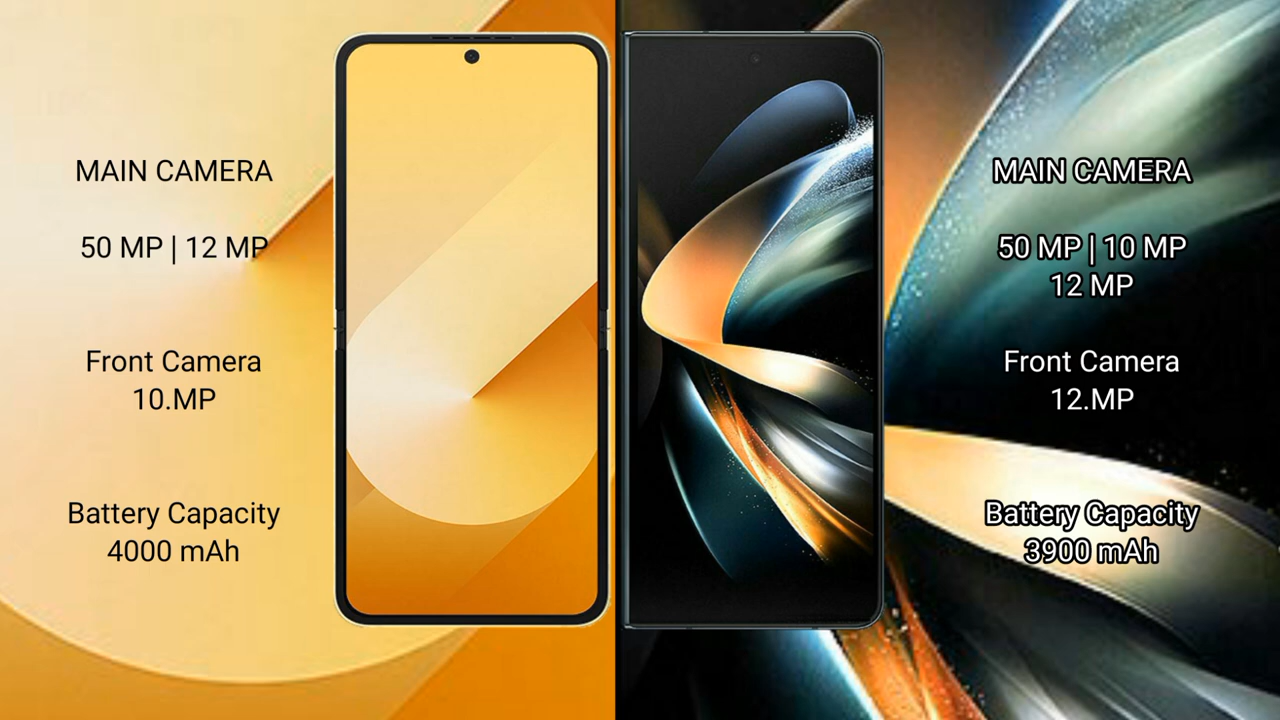 MAIN CAMERA
50 MP | 12 MP
Front Camera
10.MP
Battery Capacity
4000 mAh
MAIN CAMERA
50 MP | 10 MP
12 MP
Front Camera
12.MP
Battery Capacity
3900 mAh